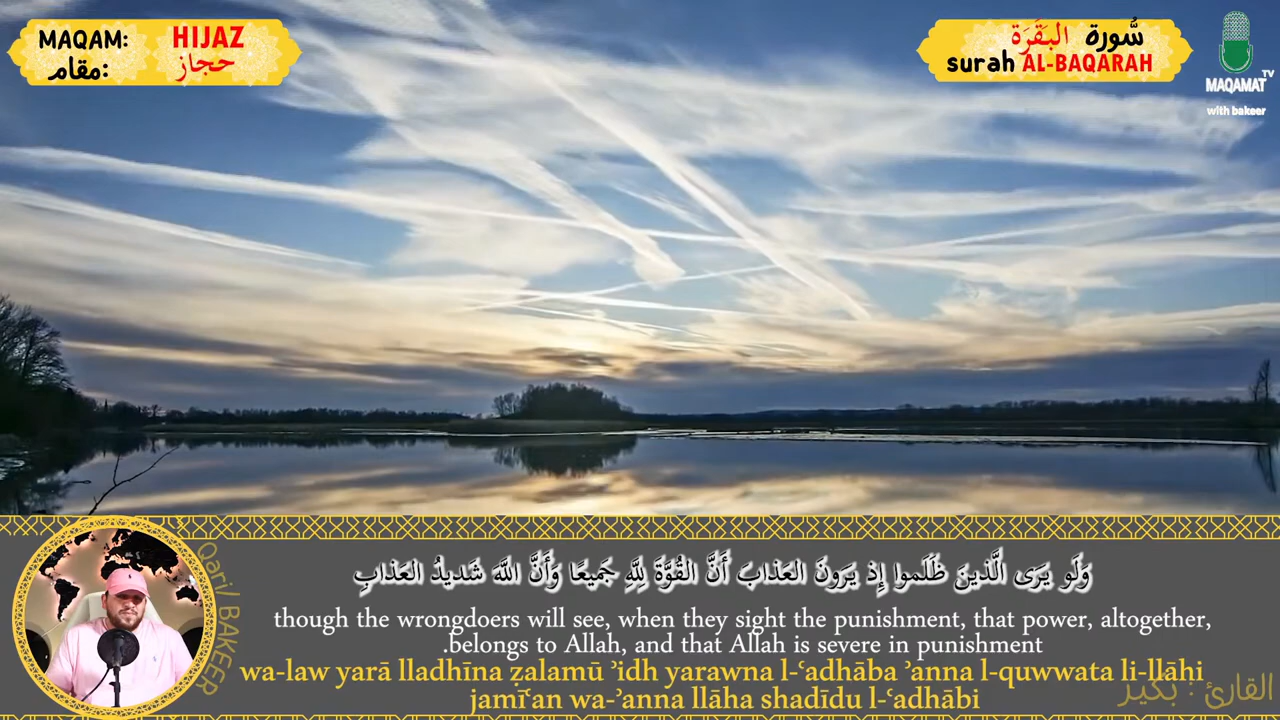 MAQAM:
مقام:
HIJAZ
حجاز
سُّورة البَقَرَة
surah AL-BAQARAH
MAQAMAT TV
with bakeer
وَلَو يَرَى الَّذينَ ظَلَموا إِذ يَرَونَ العَذابَ أَنَّ القُوَّةَ لِلَّهِ جَميعًا وَأَنَّ اللَّهَ شَديدُ العَذابِ
though the wrongdoers will see, when they sight the punishment, that power, altogether,
.belongs to Allah, and that Allah is severe in punishment
wa-law yarā lladhīna ẓalamū ʾidh yarawna l-ʿadhāba ʾanna l-quwwata li-llāhi
jamīʿan wa-ʾanna llāha shadīdu l-ʿadhābi
Qari/ BAKEER
القارئ : بكير